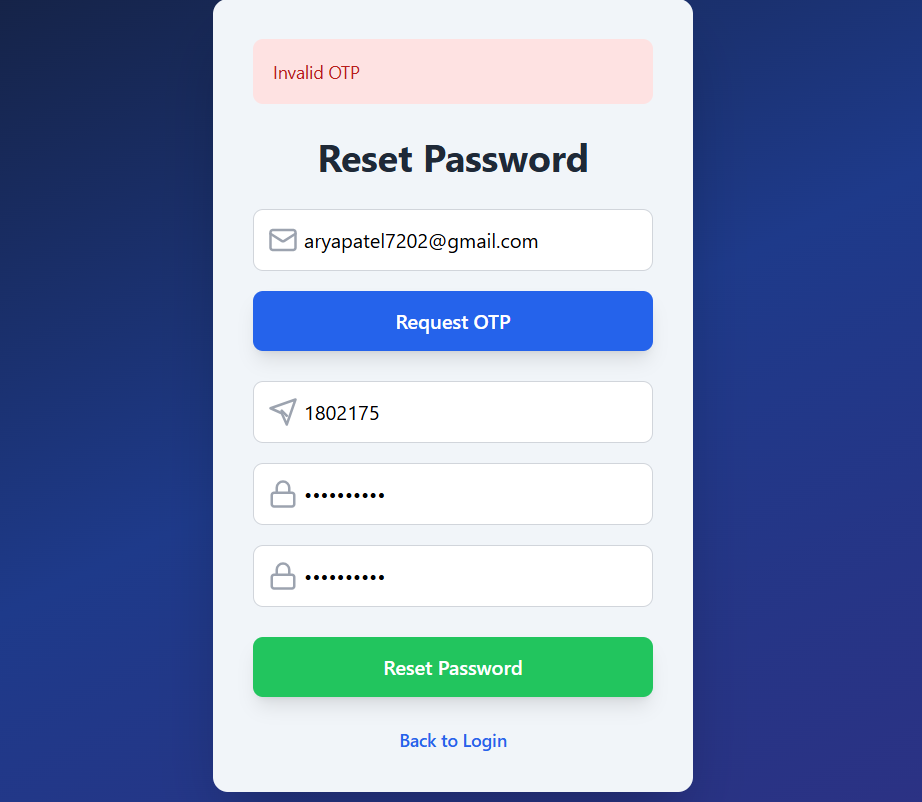 Invalid OTP
Reset Password
aryapatel7202@gmail.com
Request OTP
1802175
••••••••••
••••••••••
Reset Password
Back to Login